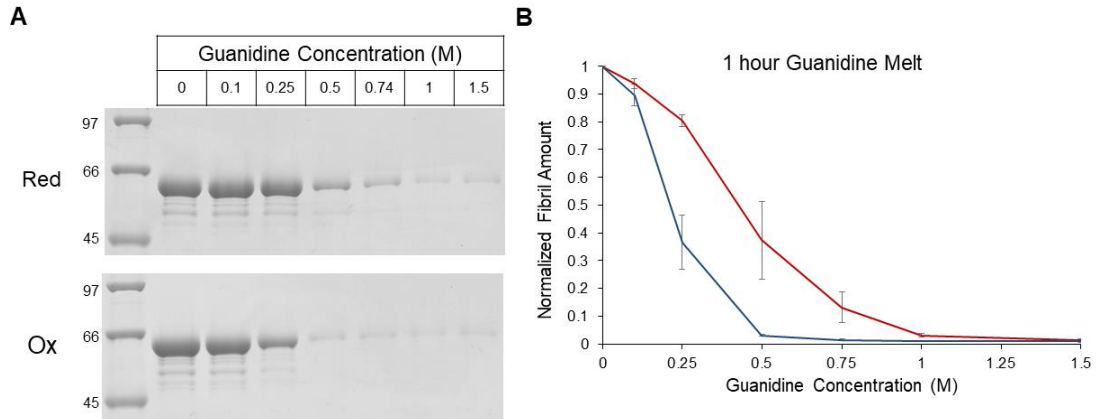 A
Guanidine Concentration (M)
0 0.1 0.25 0.5 0.74 1 1.5
97
66
Red
45
97
66
Ox
45
B
1 hour Guanidine Melt
Normalized Fibril Amount
1
0.9
0.8
0.7
0.6
0.5
0.4
0.3
0.2
0.1
0
0 0.25 0.5 0.75 1 1.25 1.5
Guanidine Concentration (M)